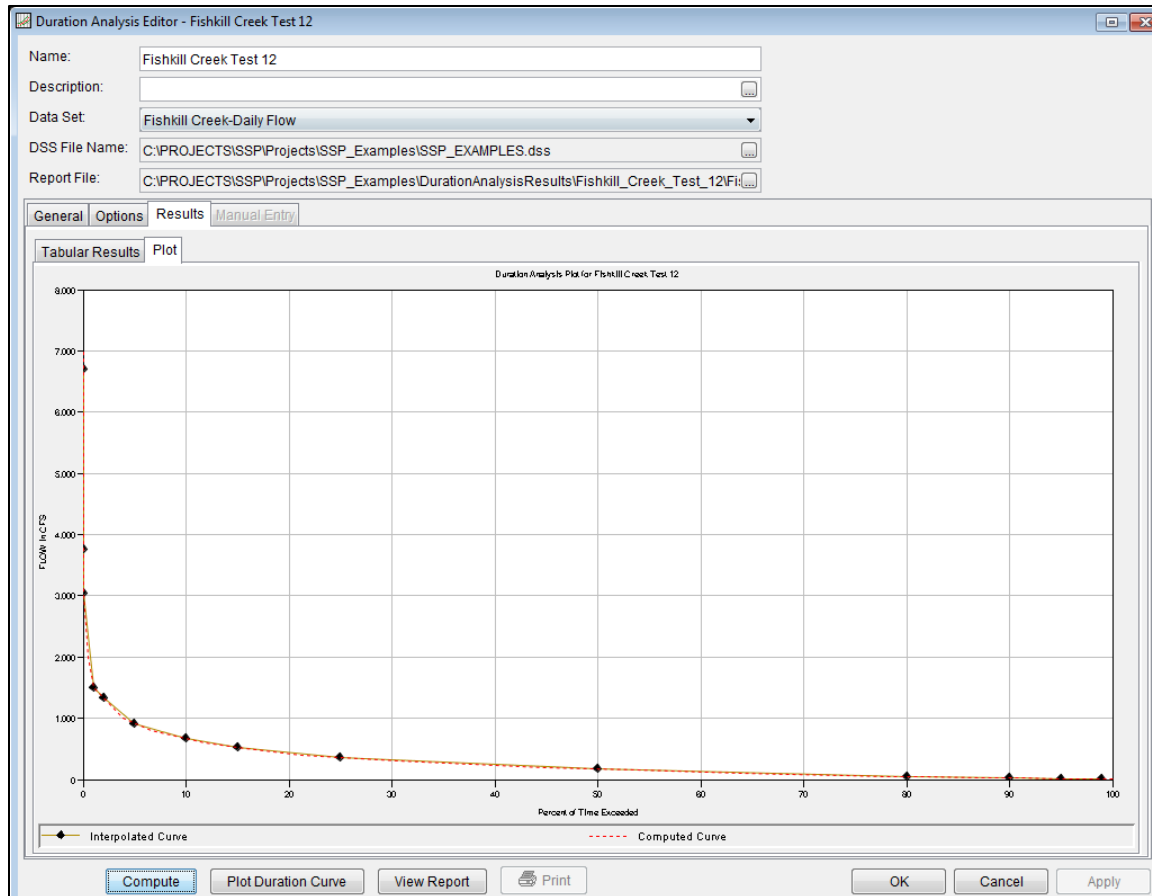 Duration Analysis Editor - Fishkill Creek Test 12
Name: Fishkill Creek Test 12
Description:
Data Set: Fishkill Creek-Daily Flow
DSS File Name: C:\PROJECTS\SSP\Projects\SSP_Examples\SSP_EXAMPLES.dss
Report File: C:\PROJECTS\SSP\Projects\SSP_Examples\DurationAnalysisResults\Fishkill_Creek_Test_12\Fi
General Options Results Manual Entry
Tabular Results Plot
Duration Analysis Plot for Fishkill Creek Test 12
8,000
7,000
6,000
5,000
4,000
3,000
2,000
1,000
0
FLOW in CFS
0 10 20 30 40 50 60 70 80 90 100
Percent of Time Exceeded
Interpolated Curve Computed Curve
Compute Plot Duration Curve View Report Print OK Cancel Apply